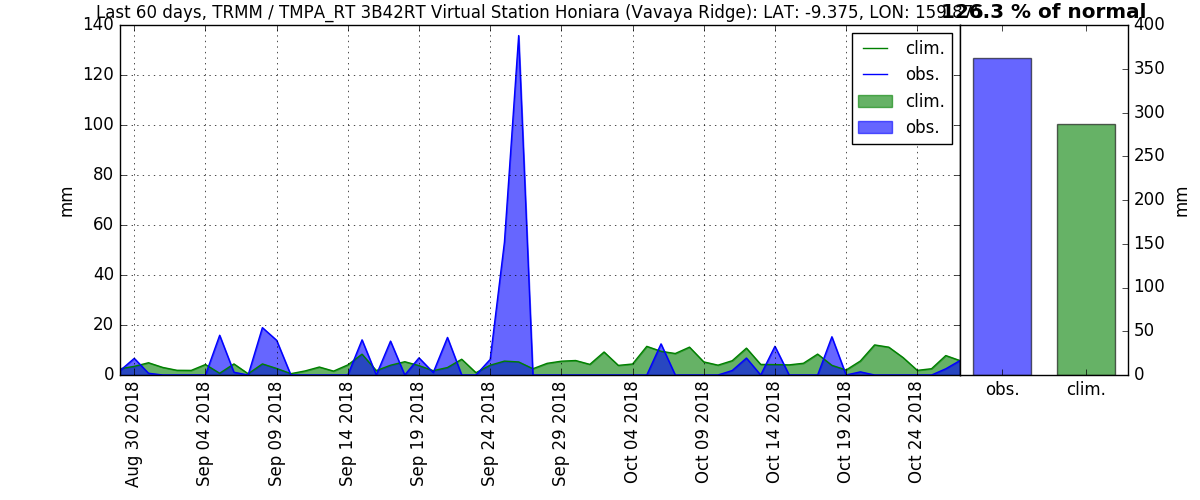 Last 60 days, TRMM / TMPA_RT 3B42RT Virtual Station Honiara (Vavaya Ridge): LAT: -9.375, LON:
126.3 % of normal
140
120
100
80
60
40
20
0
mm
clim.
obs.
clim.
obs.
400
350
300
250
200
150
100
50
0
mm
Aug 30 2018
Sep 04 2018
Sep 09 2018
Sep 14 2018
Sep 19 2018
Sep 24 2018
Sep 29 2018
Oct 04 2018
Oct 09 2018
Oct 14 2018
Oct 19 2018
Oct 24 2018
obs.
clim.